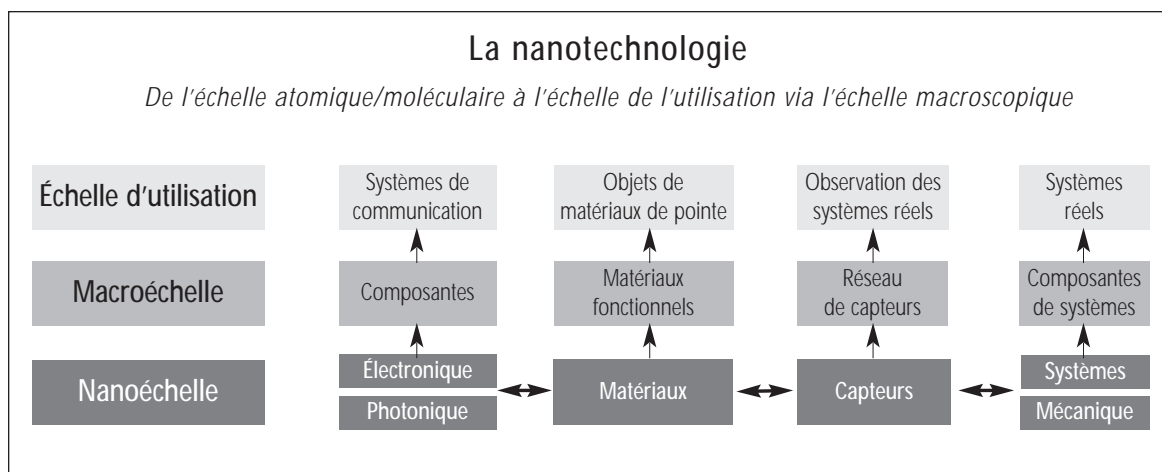 La nanotechnologie
De l'échelle atomique/moléculaire à l'échelle de l'utilisation via l'échelle macroscopique
Échelle d'utilisation
Systèmes de
communication
Objets de
matériaux de pointe
Observation des
systèmes réels
Systèmes
réels
Macroéchelle
Composantes
Matériaux
fonctionnels
Réseau
de capteurs
Composantes
de systèmes
Nanoéchelle
Électronique
Photonique
Matériaux
Capteurs
Systèmes
Mécanique